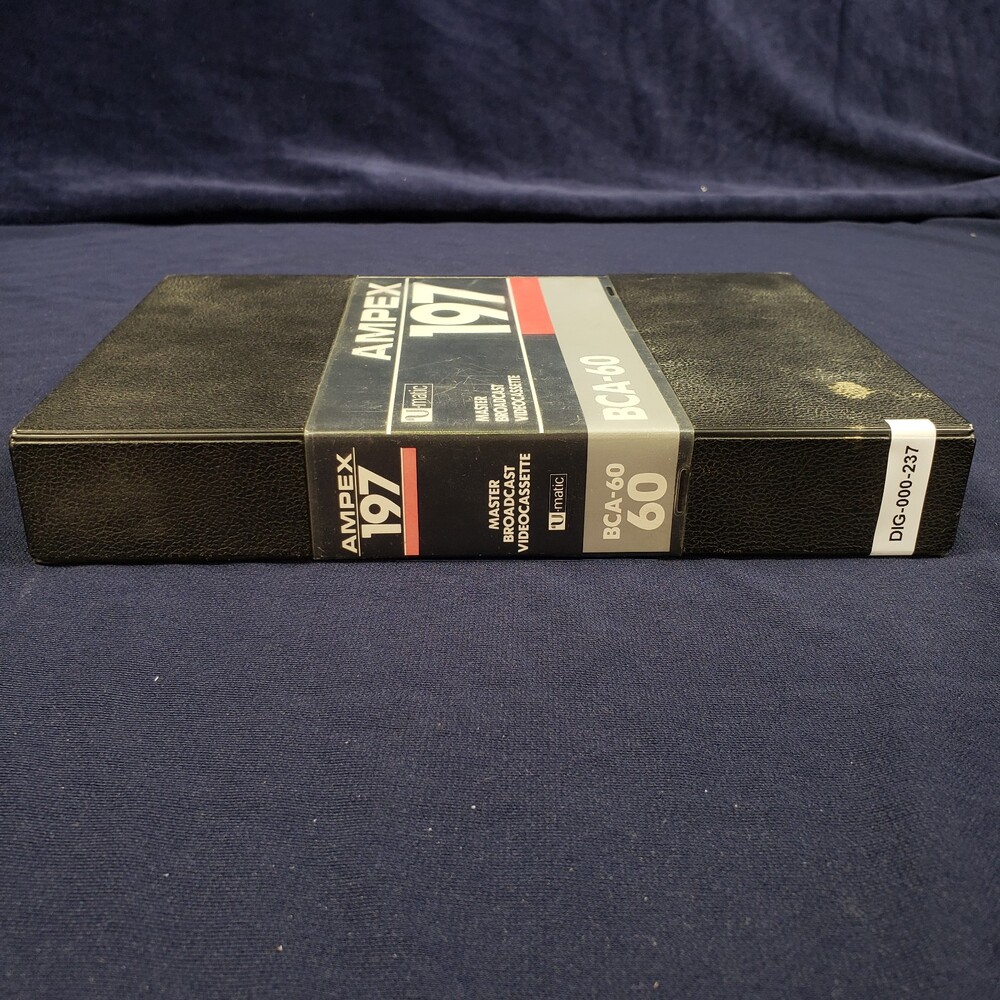 AMPEX
197
U-matic
MASTER
BROADCAST
VIDEOCASSETTE
BCA-60
AMPEX
197
MASTER
BROADCAST
VIDEOCASSETTE
U-matic
BCA-60
60
DIG-000-237